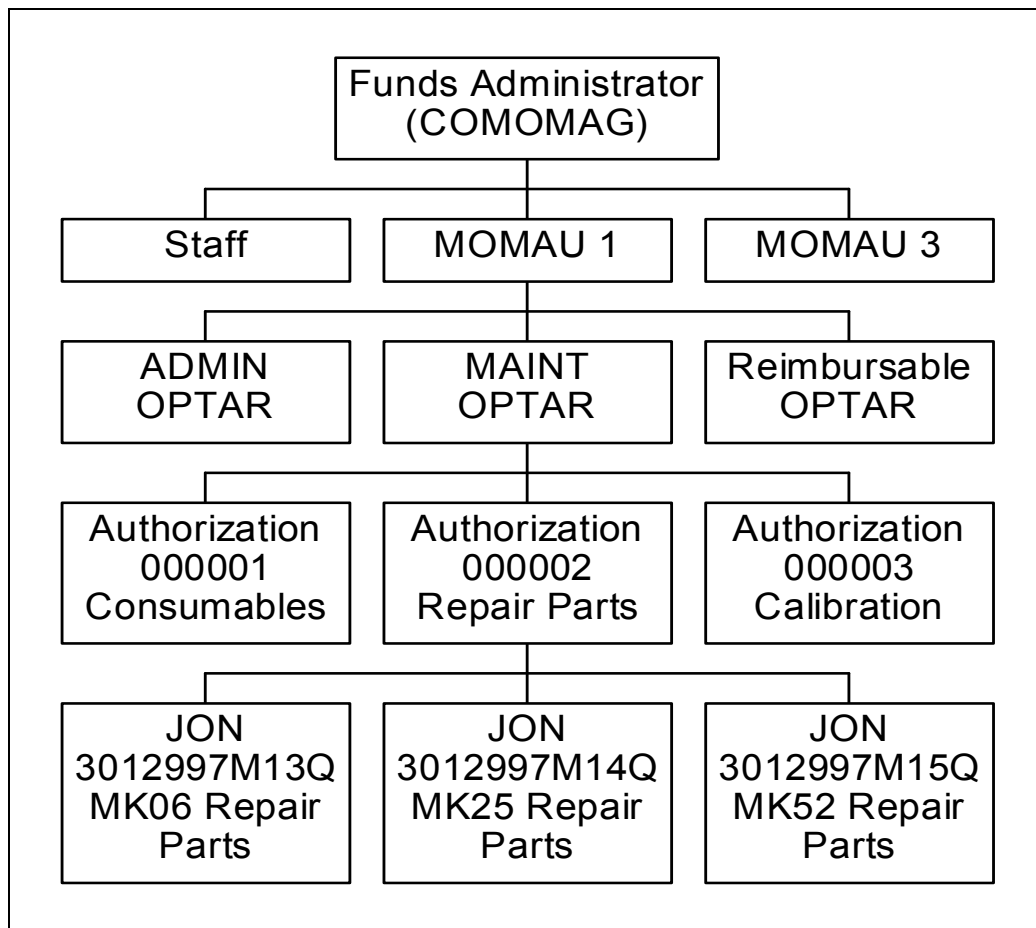 Funds Administrator
(COMOMAG)
Staff
MOMAU 1
MOMAU 3
ADMIN
OPTAR
MAINT
OPTAR
Reimbursable
OPTAR
Authorization
000001
Consumables
Authorization
000002
Repair Parts
Authorization
000003
Calibration
JON
3012997M13Q
MK06 Repair
Parts
JON
3012997M14Q
MK25 Repair
Parts
JON
3012997M15Q
MK52 Repair
Parts